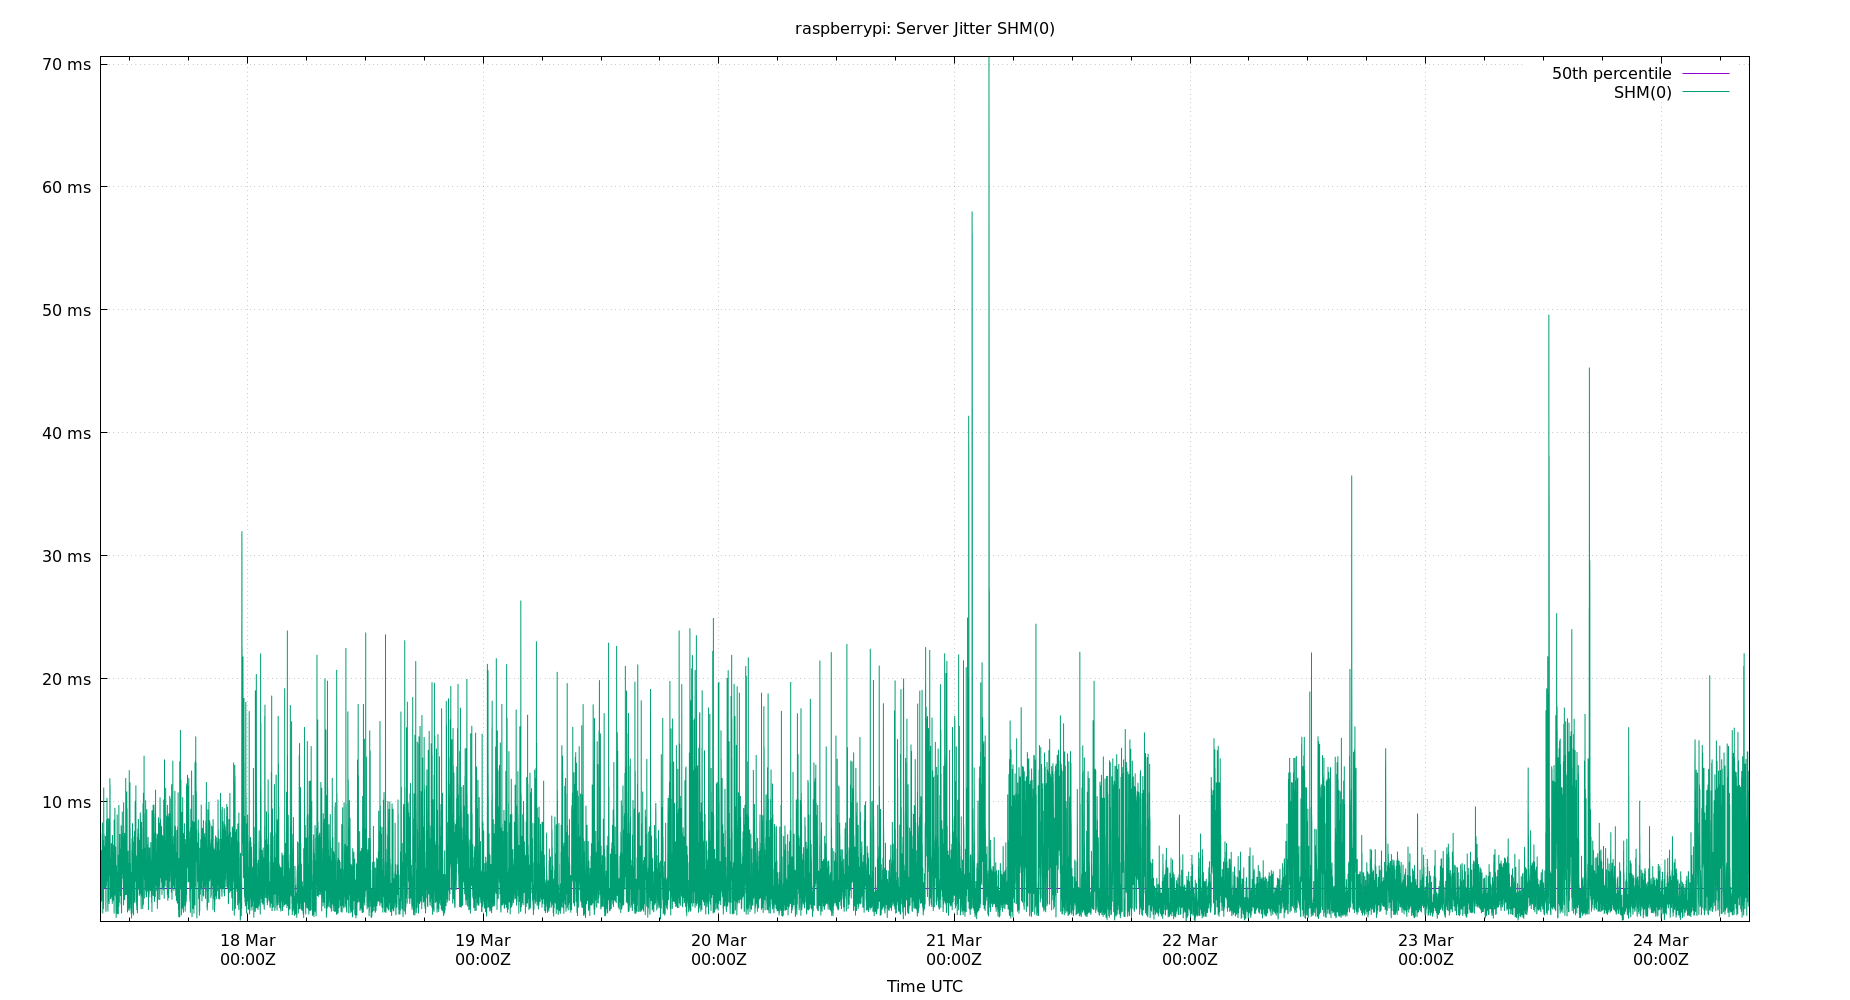 raspberrypi: Server Jitter SHM(0)
70 ms
60 ms
50 ms
40 ms
30 ms
20 ms
10 ms
50th percentile
SHM(0)
18 Mar 19 Mar 20 Mar 21 Mar 22 Mar 23 Mar 24 Mar
00:00Z 00:00Z 00:00Z 00:00Z 00:00Z 00:00Z 00:00Z
Time UTC